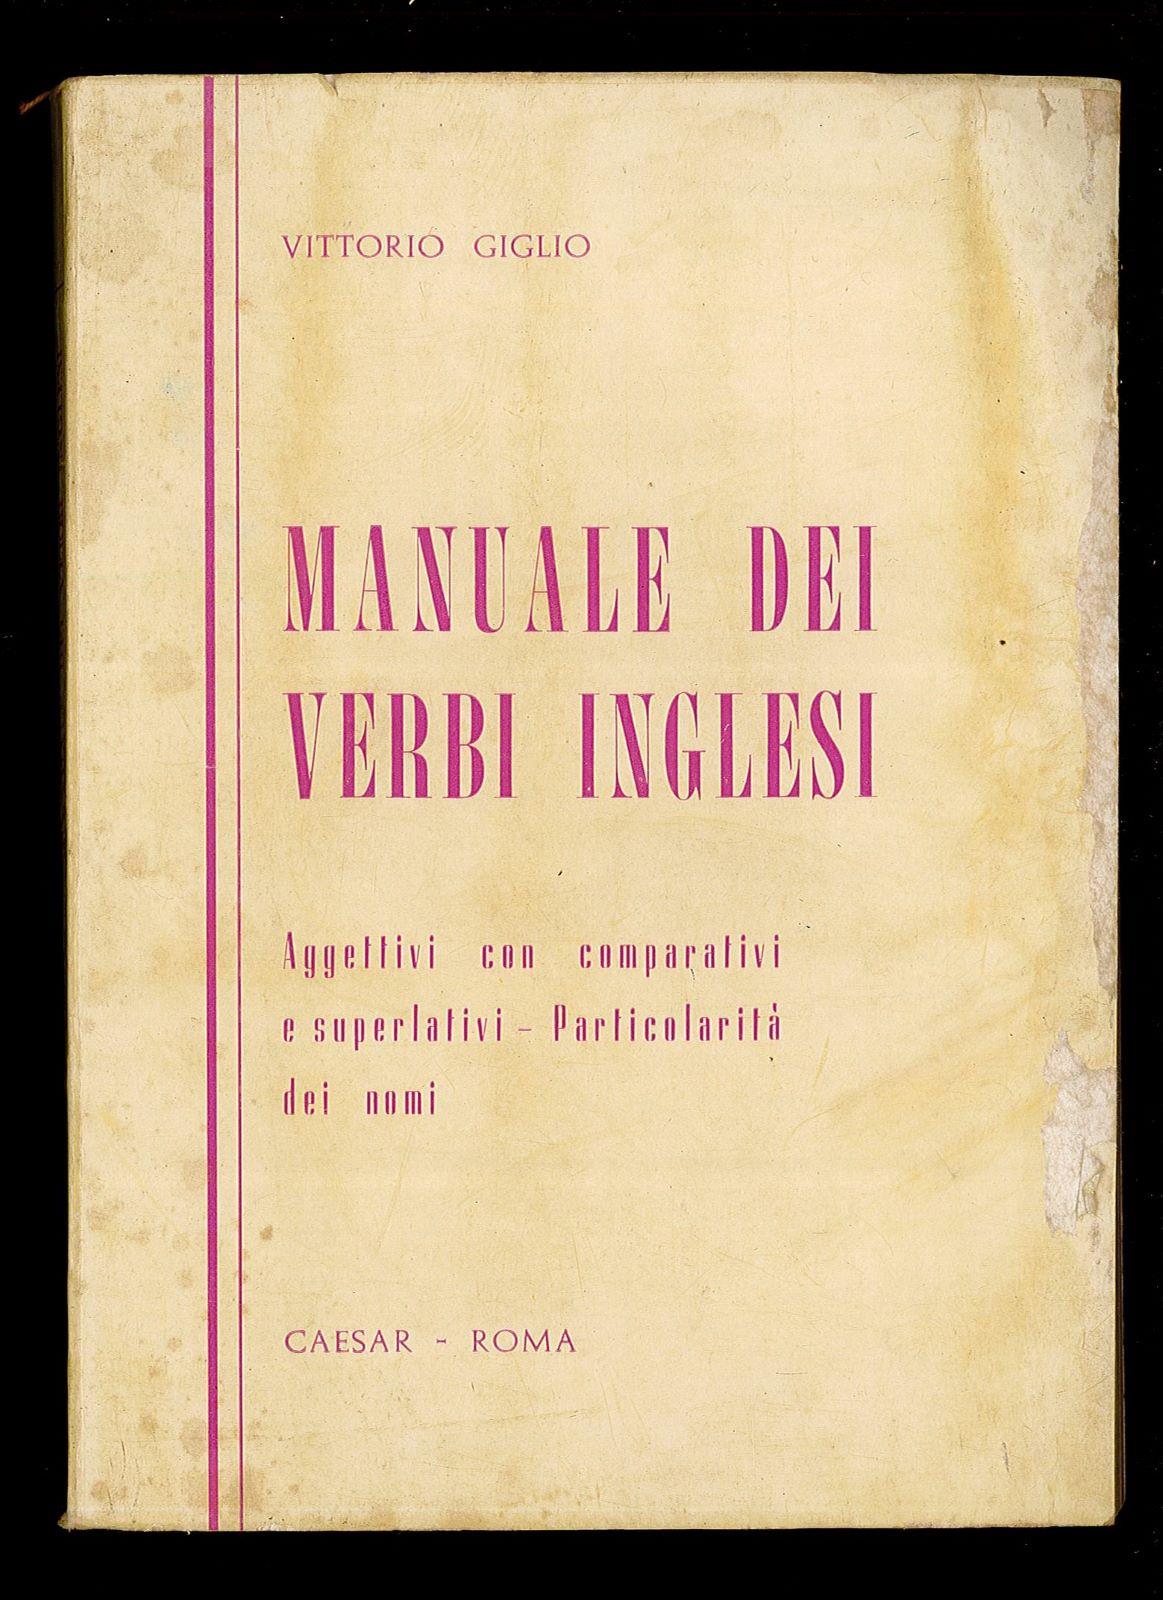 VITTORIO GIGLIO
MANUALE DEI
VERBI INGLESI
Aggettivi con comparativi
e superlativi - Particolarità
dei nomi
CAESAR - ROMA